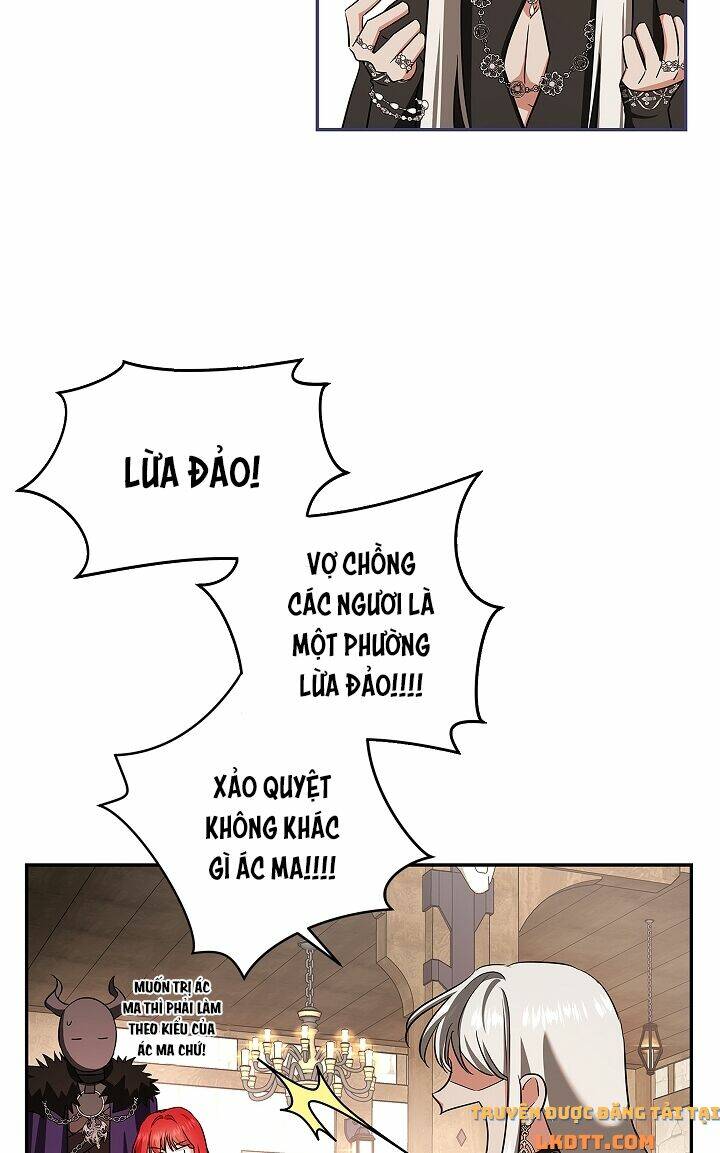 LỪA ĐẢO!
VỢ CHỒNG
CÁC NGƯƠI LÀ
MỘT PHƯỜNG
LỪA ĐẢO!!!!
XẢO QUYỆT
KHÔNG KHÁC
GÌ ÁC MA!!!!
MUỐN TRỊ ÁC
MA THÌ PHẢI LÀM
THEO KIỂU CỦA
ÁC MA CHỨ!
TRUYỆN ĐƯỢC ĐĂNG TẢI TẠI
UKDTT.COM!